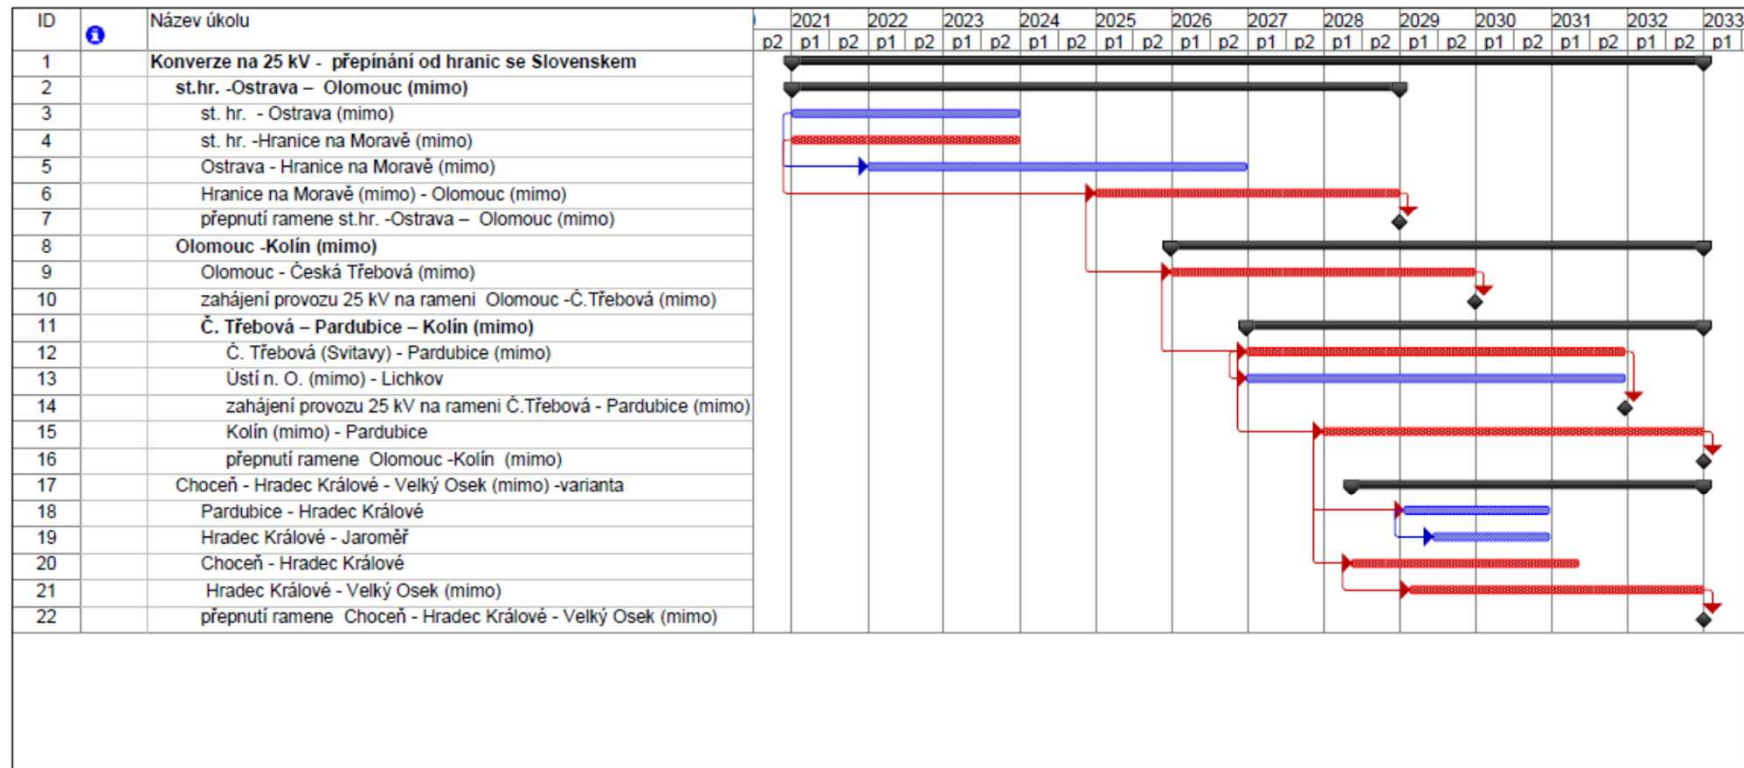 ID Název úkolu 2021 2022 2023 2024 2025 2026 2027 2028 2029 2030 2031 2032 2033
p2 p1 p2 p1 p2 p1 p2 p1 p2 p1 p2 p1 p2 p1 p2 p1 p2 p1 p2 p1 p2 p1 p2 p1 p2 p1
1 Konverze na 25 kV - přepínání od hranic se Slovenskem
2 st.hr. -Ostrava – Olomouc (mimo)
3 st. hr. - Ostrava (mimo)
4 st. hr. -Hranice na Moravě (mimo)
5 Ostrava - Hranice na Moravě (mimo)
6 Hranice na Moravě (mimo) - Olomouc (mimo)
7 přepnutí ramene st.hr. -Ostrava – Olomouc (mimo)
8 Olomouc -Kolín (mimo)
9 Olomouc - Česká Třebová (mimo)
10 zahájení provozu 25 kV na rameni Olomouc -Č.Třebová (mimo)
11 Č. Třebová – Pardubice – Kolín (mimo)
12 Č. Třebová (Svitavy) - Pardubice (mimo)
13 Ústí n. O. (mimo) - Lichkov
14 zahájení provozu 25 kV na rameni Č.Třebová - Pardubice (mimo)
15 Kolín (mimo) - Pardubice
16 přepnutí ramene Olomouc -Kolín (mimo)
17 Choceň - Hradec Králové - Velký Osek (mimo) -varianta
18 Pardubice - Hradec Králové
19 Hradec Králové - Jaroměř
20 Choceň - Hradec Králové
21 Hradec Králové - Velký Osek (mimo)
22 přepnutí ramene Choceň - Hradec Králové - Velký Osek (mimo)